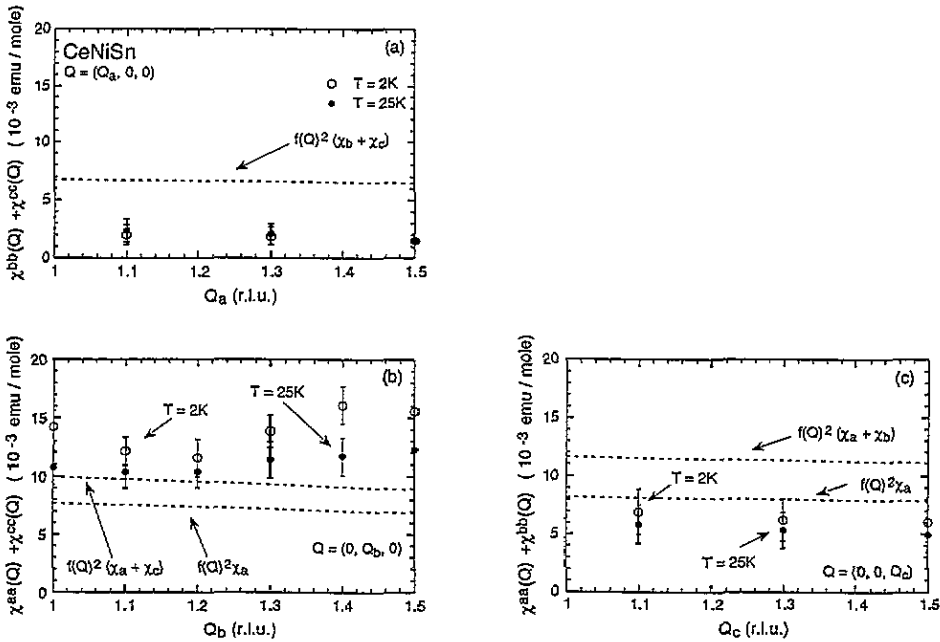 20
(a)
CeNiSn
Q = (Qₐ, 0, 0)
15
○ T = 2K
● T = 25K
10
f(Q)² (χb + χc)
5
0
1 1.1 1.2 1.3 1.4 1.5
Qₐ (r.l.u.)
χᵇᵇ(Q) + χᶜᶜ(Q) ( 10⁻³ emu / mole)
20
(b)
T = 25K
T = 2K
15
10
5
f(Q)² (χₐ + χc)
f(Q)²χₐ
Q = (0, Qb, 0)
0
1 1.1 1.2 1.3 1.4 1.5
Qb (r.l.u.)
χᵃᵃ(Q) + χᶜᶜ(Q) ( 10⁻³ emu / mole)
20
(c)
15
f(Q)² (χₐ + χb)
10
T = 2K
f(Q)²χₐ
5
T = 25K
Q = (0, 0, Qc)
0
1 1.1 1.2 1.3 1.4 1.5
Qc (r.l.u.)
χᵃᵃ(Q) + χᵇᵇ(Q) ( 10⁻³ emu / mole)